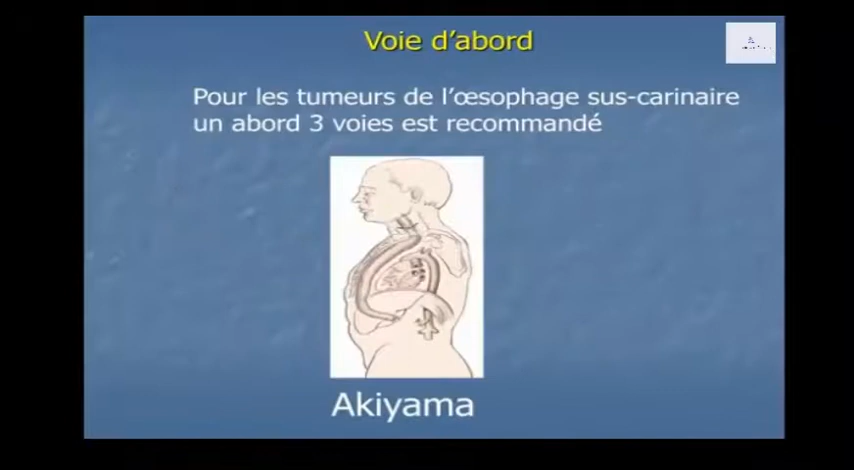 Voie d'abord
Pour les tumeurs de l'œsophage sus-carinaire
un abord 3 voies est recommandé
Akiyama